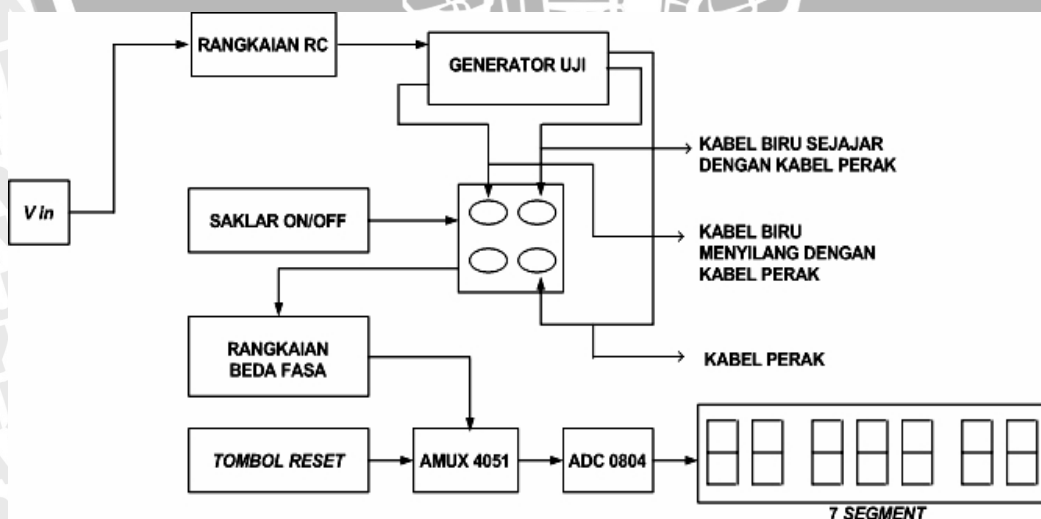 RANGKAIAN RC
GENERATOR UJI
KABEL BIRU SEJAJAR
DENGAN KABEL PERAK
V in
SAKLAR ON/OFF
KABEL BIRU
MENYILANG DENGAN
KABEL PERAK
RANGKAIAN
BEDA FASA
KABEL PERAK
TOMBOL RESET
AMUX 4051
ADC 0804
7 SEGMENT